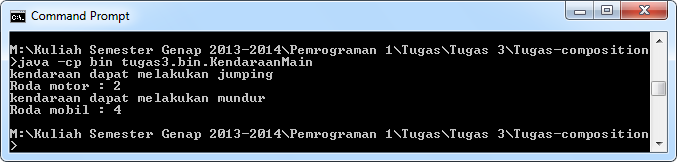 Command Prompt
M:\Kuliah Semester Genap 2013-2014\Pemrograman 1\Tugas\Tugas 3\Tugas-composition
>java -cp bin tugas3.bin.KendaraanMain
kendaraan dapat melakukan jumping
Roda motor : 2
kendaraan dapat melakukan mundur
Roda mobil : 4
M:\Kuliah Semester Genap 2013-2014\Pemrograman 1\Tugas\Tugas 3\Tugas-composition
>